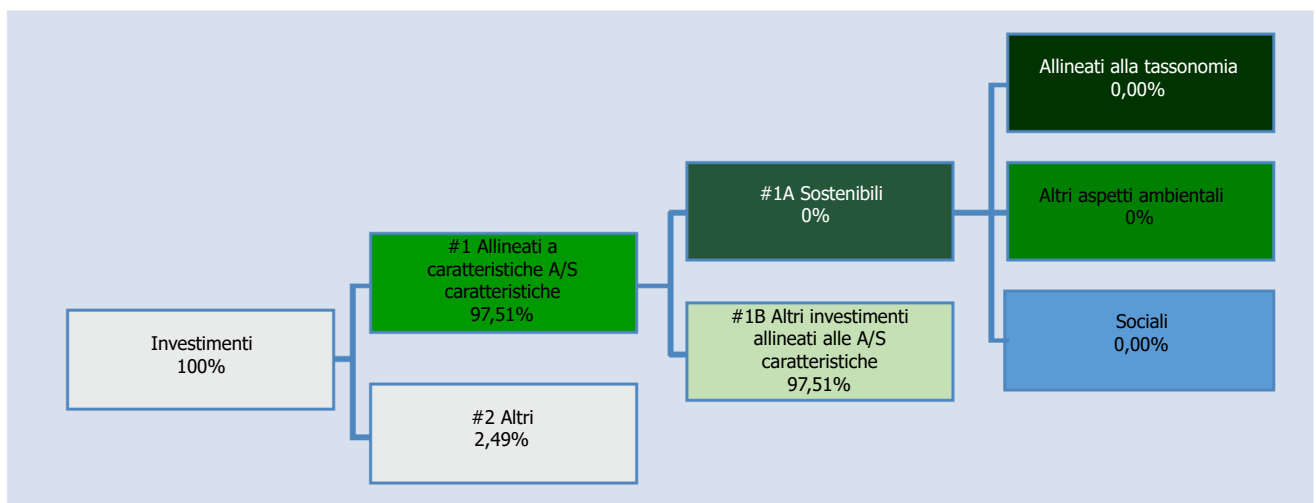 Investimenti
100%
#1 Allineati a
caratteristiche A/S
caratteristiche
97,51%
#2 Altri
2,49%
#1A Sostenibili
0%
#1B Altri investimenti
allineati alle A/S
caratteristiche
97,51%
Allineati alla tassonomia
0,00%
Altri aspetti ambientali
0%
Sociali
0,00%